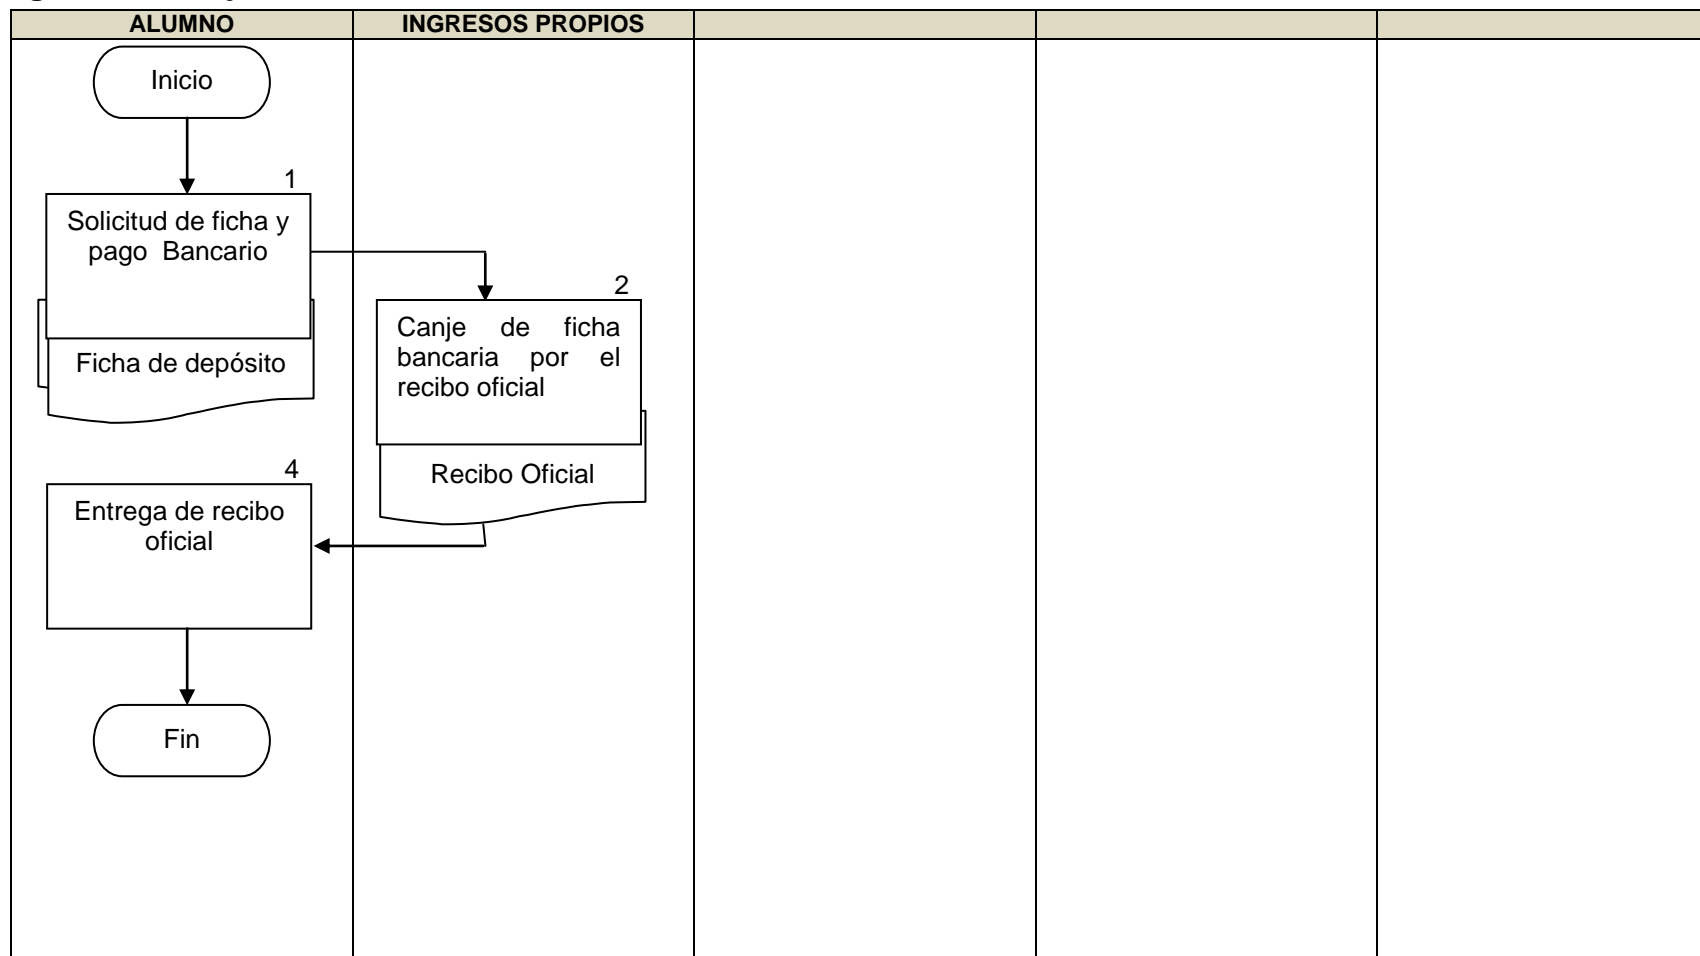 ALUMNO
INGRESOS PROPIOS
Inicio
1
Solicitud de ficha y
pago Bancario
Ficha de depósito
2
Canje de ficha
bancaria por el
recibo oficial
Recibo Oficial
4
Entrega de recibo
oficial
Fin